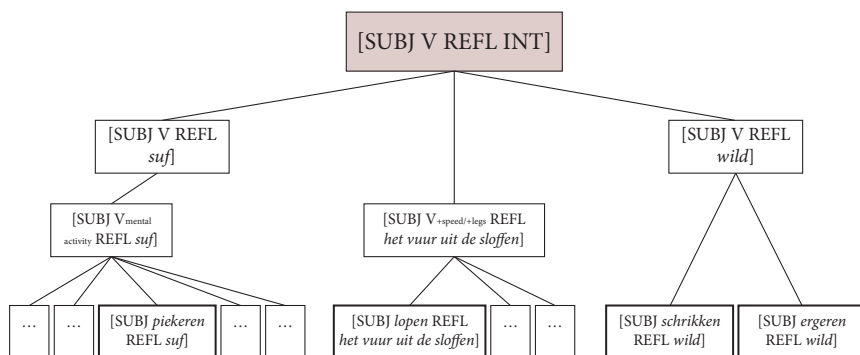 [SUBJ V REFL INT]
[SUBJ V REFL
suf]
[SUBJ V REFL
wild]
[SUBJ Vmental
activity REFL suf]
[SUBJ V+speed/+legs REFL
het vuur uit de sloffen]
…
…
[SUBJ piekeren
REFL suf]
…
…
[SUBJ lopen REFL
het vuur uit de sloffen]
…
…
[SUBJ schrikken
REFL wild]
[SUBJ ergeren
REFL wild]